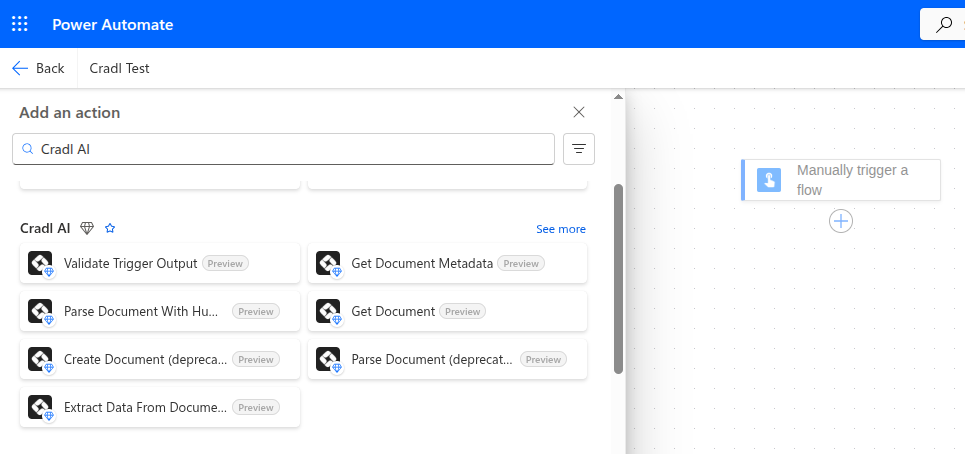 Power Automate
Back
Cradl Test
Add an action
Cradl AI
Cradl AI
See more
Validate Trigger Output Preview
Get Document Metadata Preview
Parse Document With Hu... Preview
Get Document Preview
Create Document (depreca... Preview
Parse Document (deprecat... Preview
Extract Data From Docume... Preview
Manually trigger a
flow